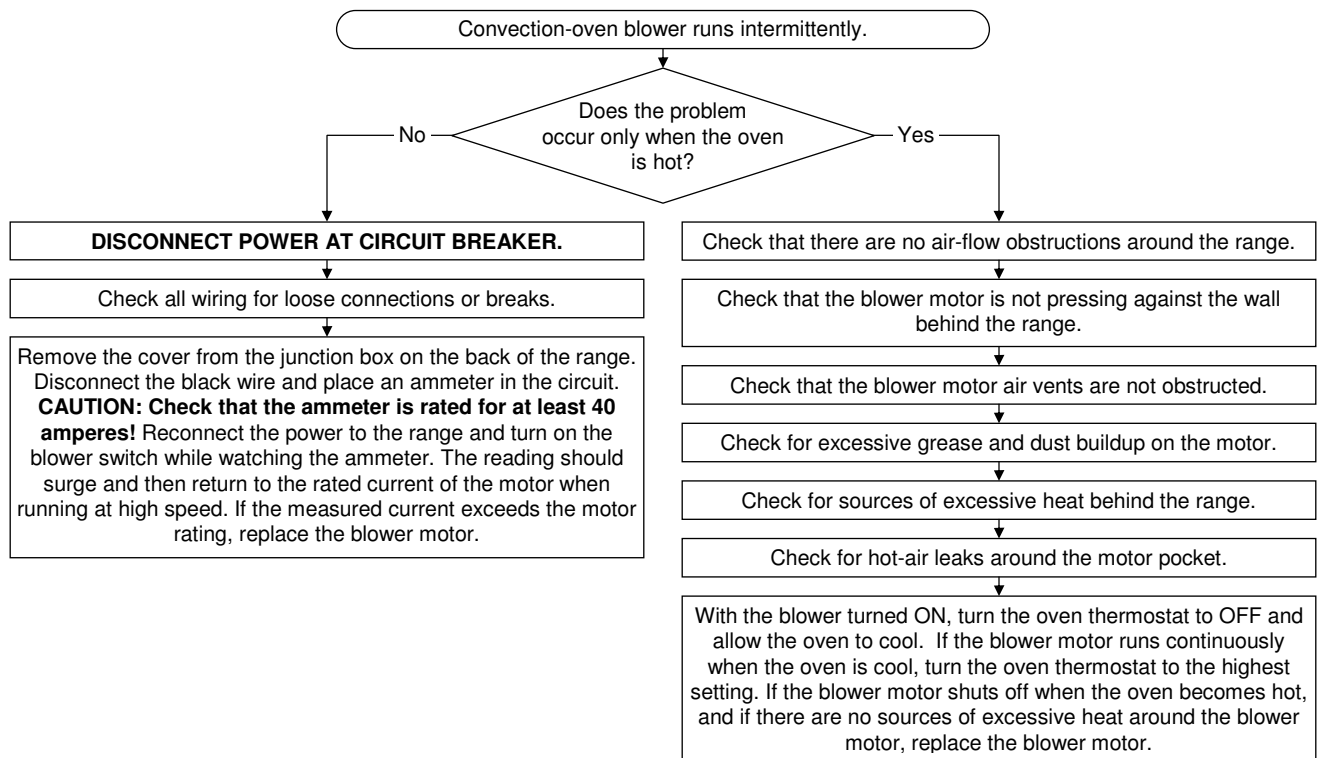 Convection-oven blower runs intermittently.
Does the problem
occur only when the oven
is hot?
No
Yes
DISCONNECT POWER AT CIRCUIT BREAKER.
Check all wiring for loose connections or breaks.
Remove the cover from the junction box on the back of the range.
Disconnect the black wire and place an ammeter in the circuit.
CAUTION: Check that the ammeter is rated for at least 40
amperes! Reconnect the power to the range and turn on the
blower switch while watching the ammeter. The reading should
surge and then return to the rated current of the motor when
running at high speed. If the measured current exceeds the motor
rating, replace the blower motor.
Check that there are no air-flow obstructions around the range.
Check that the blower motor is not pressing against the wall
behind the range.
Check that the blower motor air vents are not obstructed.
Check for excessive grease and dust buildup on the motor.
Check for sources of excessive heat behind the range.
Check for hot-air leaks around the motor pocket.
With the blower turned ON, turn the oven thermostat to OFF and
allow the oven to cool.  If the blower motor runs continuously
when the oven is cool, turn the oven thermostat to the highest
setting. If the blower motor shuts off when the oven becomes hot,
and if there are no sources of excessive heat around the blower
motor, replace the blower motor.